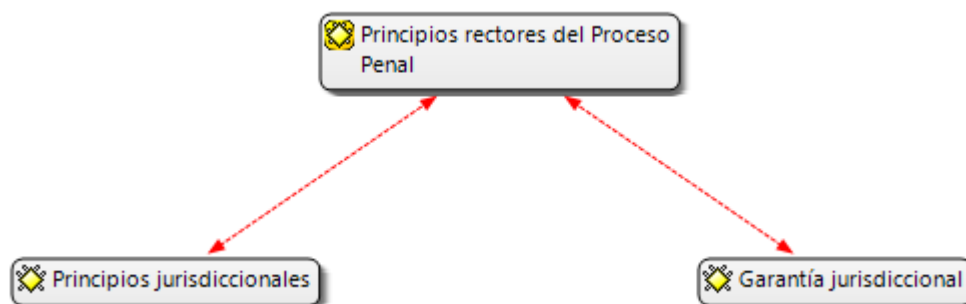 Principios rectores del Proceso
Penal
Principios jurisdiccionales
Garantía jurisdiccional